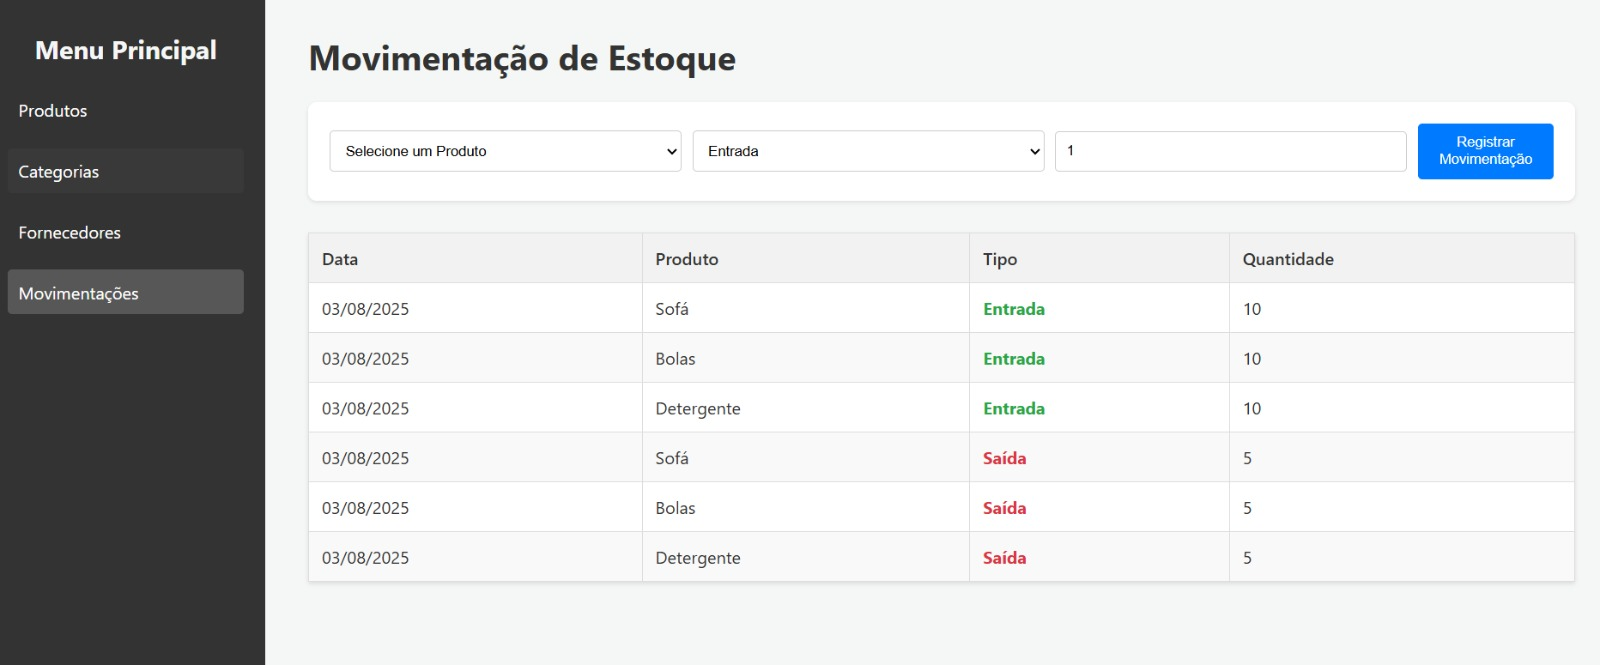 Menu Principal
Produtos
Categorias
Fornecedores
Movimentações
Movimentação de Estoque
Selecione um Produto Entrada 1 Registrar
Movimentação
Data Produto Tipo Quantidade
03/08/2025 Sofá Entrada 10
03/08/2025 Bolas Entrada 10
03/08/2025 Detergente Entrada 10
03/08/2025 Sofá Saída 5
03/08/2025 Bolas Saída 5
03/08/2025 Detergente Saída 5